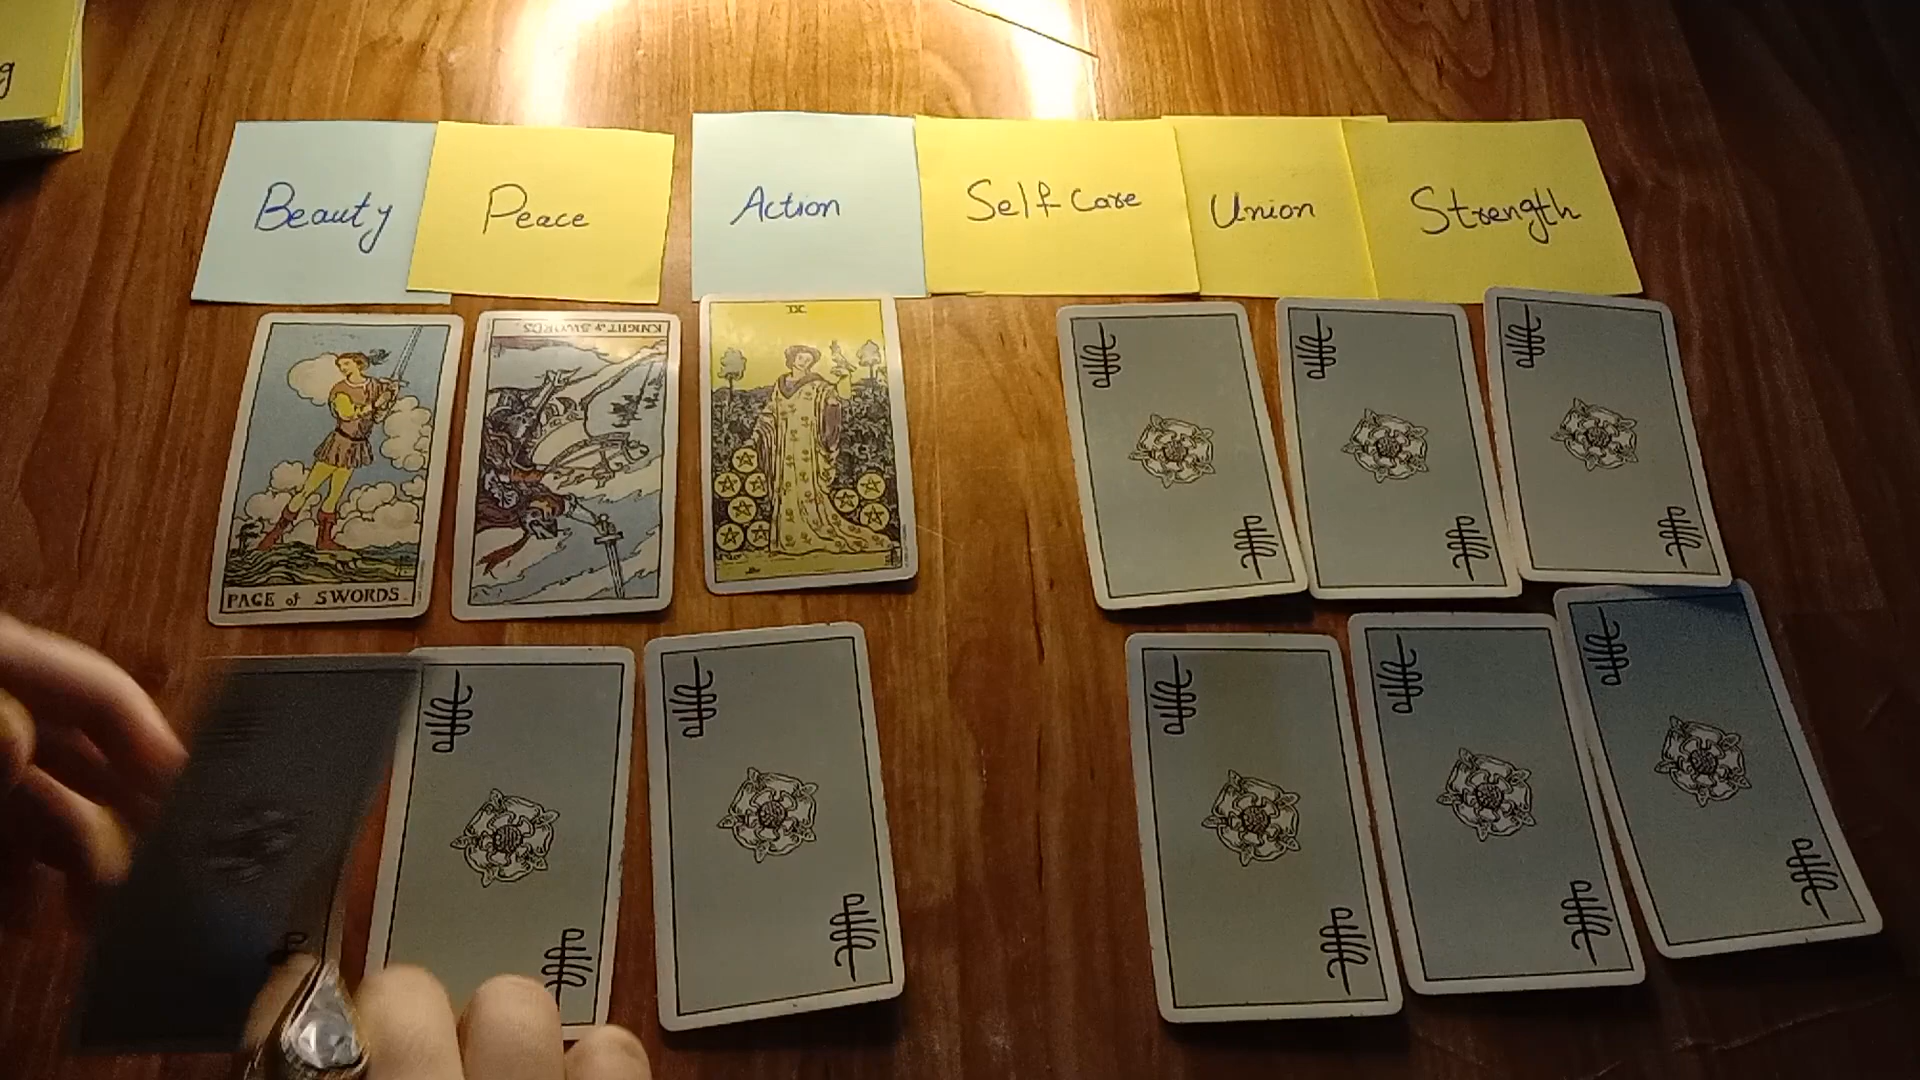 g
Beauty
Peace
Action
Self Care
Union
Strength
KNIGHT of SWORDS.
IX
PAGE of SWORDS.